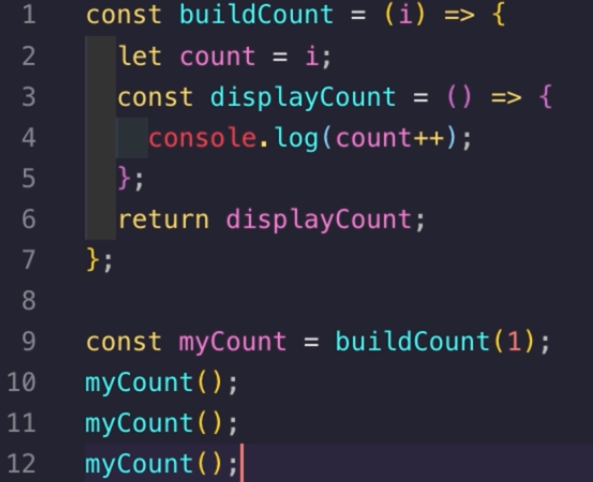 1 const buildCount = (i) => {
2 let count = i;
3 const displayCount = () => {
4 console.log(count++);
5 };
6 return displayCount;
7 };
8
9 const myCount = buildCount(1);
10 myCount();
11 myCount();
12 myCount();